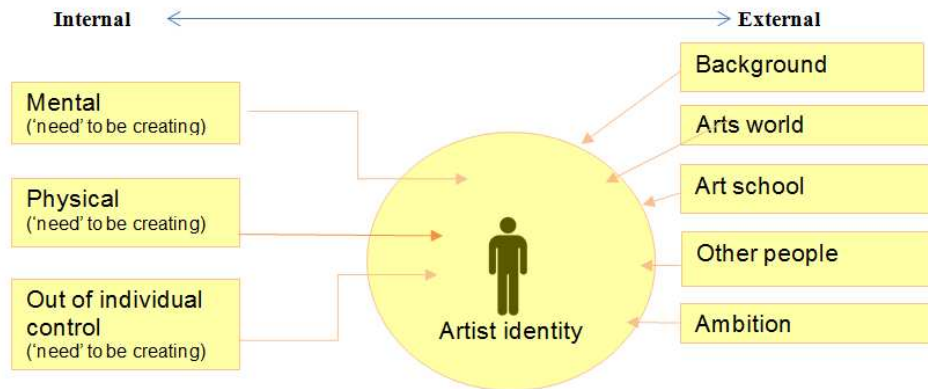 Internal External
Mental
(‘need’ to be creating)
Physical
(‘need’ to be creating)
Out of individual
control
(‘need’ to be creating)
Artist identity
Background
Arts world
Art school
Other people
Ambition